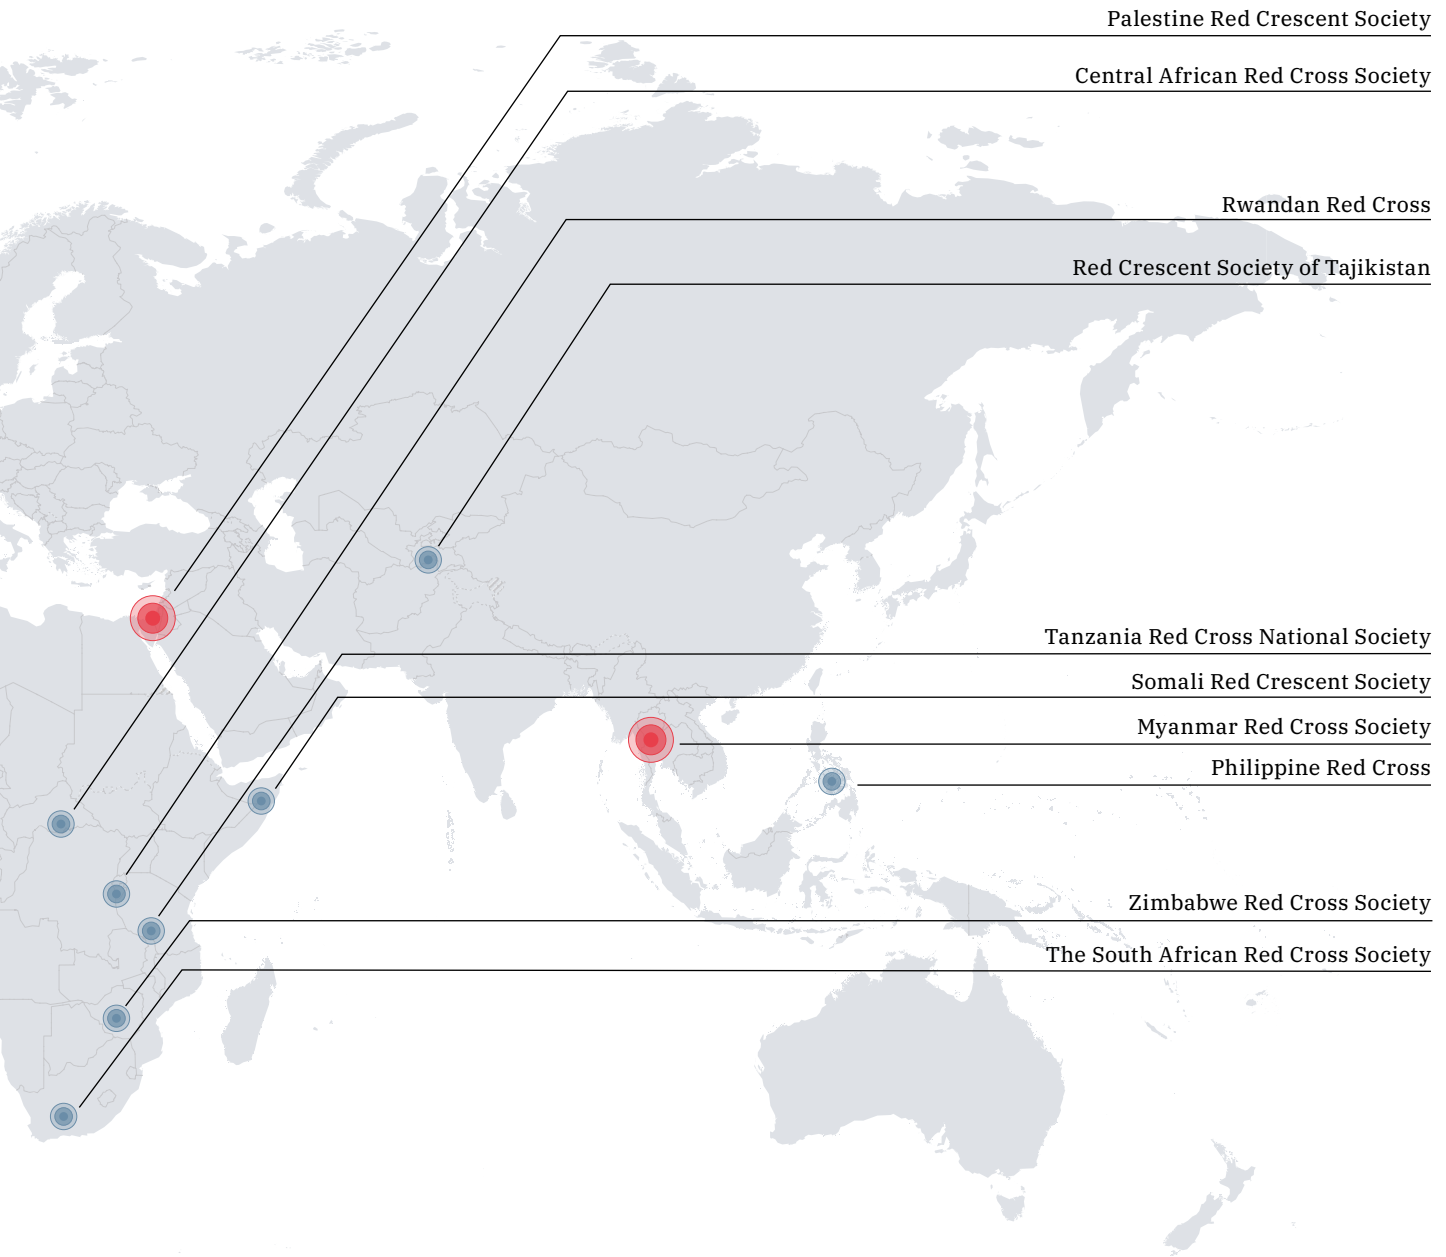 Palestine Red Crescent Society
Central African Red Cross Society
Rwandan Red Cross
Red Crescent Society of Tajikistan
Tanzania Red Cross National Society
Somali Red Crescent Society
Myanmar Red Cross Society
Philippine Red Cross
Zimbabwe Red Cross Society
The South African Red Cross Society